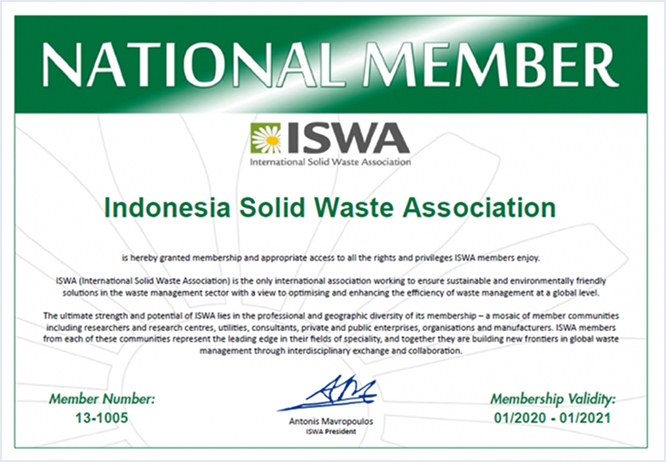 NATIONAL MEMBER
ISWA
International Solid Waste Association
Indonesia Solid Waste Association
is hereby granted membership and appropriate access to all the rights and privileges ISWA members enjoy.
ISWA (International Solid Waste Association) is the only international association working to ensure sustainable and environmentally friendly
solutions in the waste management sector with a view to optimising and enhancing the efficiency of waste management at a global level.
The ultimate strength and potential of ISWA lies in the professional and geographic diversity of its membership – a mosaic of member communities
including researchers and research centres, utilities, consultants, private and public enterprises, organisations and manufacturers. ISWA members
from each of these communities represent the leading edge in their fields of speciality, and together they are building new frontiers in global waste
management through interdisciplinary exchange and collaboration.
Member Number:
13-1005
Antonis Mavropoulos
ISWA President
Membership Validity:
01/2020 - 01/2021